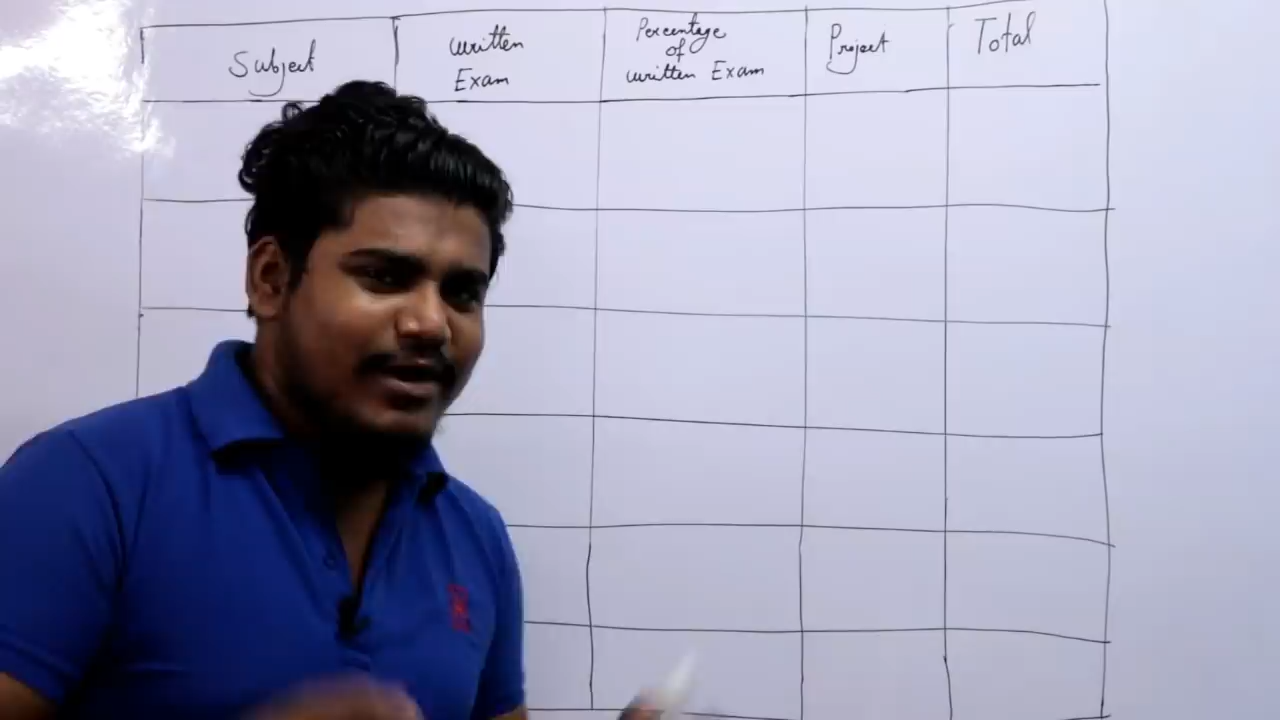 Subject
Written
Exam
Percentage
of
written Exam
Project
Total